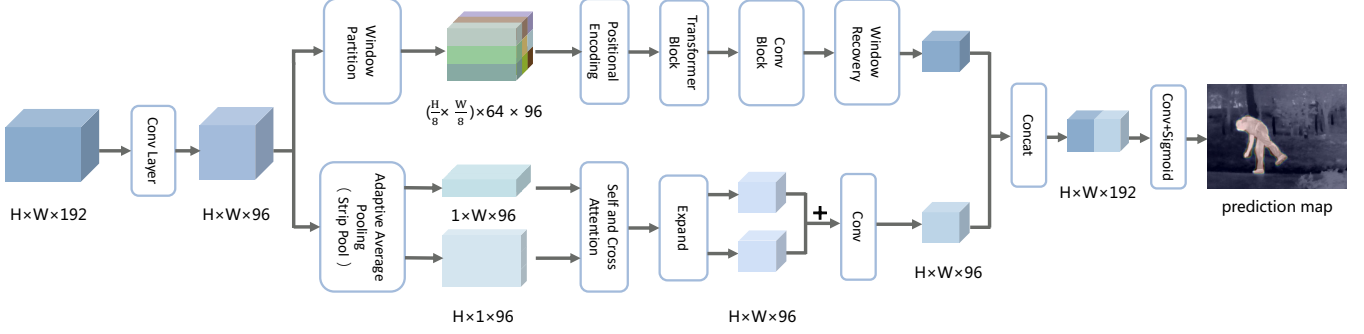 H×W×192
Conv Layer
H×W×96
Window
Partition
(H/8 × W/8)×64 × 96
Positional
Encoding
Transformer
Block
Conv
Block
Window
Recovery
Adaptive Average
Pooling
( Strip Pool )
1×W×96
H×1×96
Self and Cross
Attention
Expand
H×W×96
+
Conv
H×W×96
Concat
H×W×192
Conv+Sigmoid
prediction map